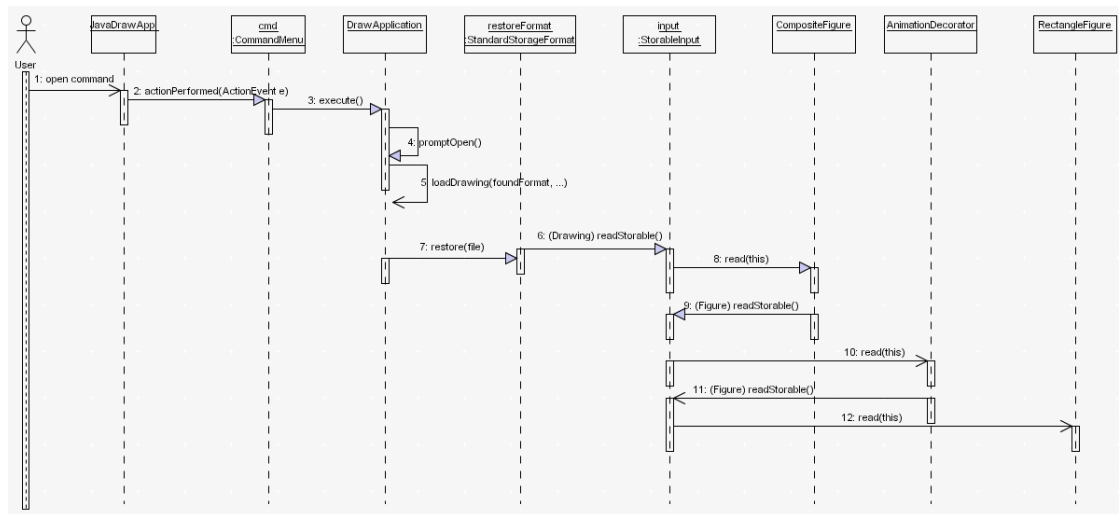 JavaDrawApp
cmd
:CommandMenu
DrawApplication
restoreFormat
:StandardStorageFormat
input
:StorableInput
CompositeFigure
AnimationDecorator
RectangleFigure
User
1: open command
2: actionPerformed(ActionEvent e)
3: execute()
4: promptOpen()
5: loadDrawing(foundFormat, ...)
6: (Drawing) readStorable()
7: restore(file)
8: read(this)
9: (Figure) readStorable()
10: read(this)
11: (Figure) readStorable()
12: read(this)